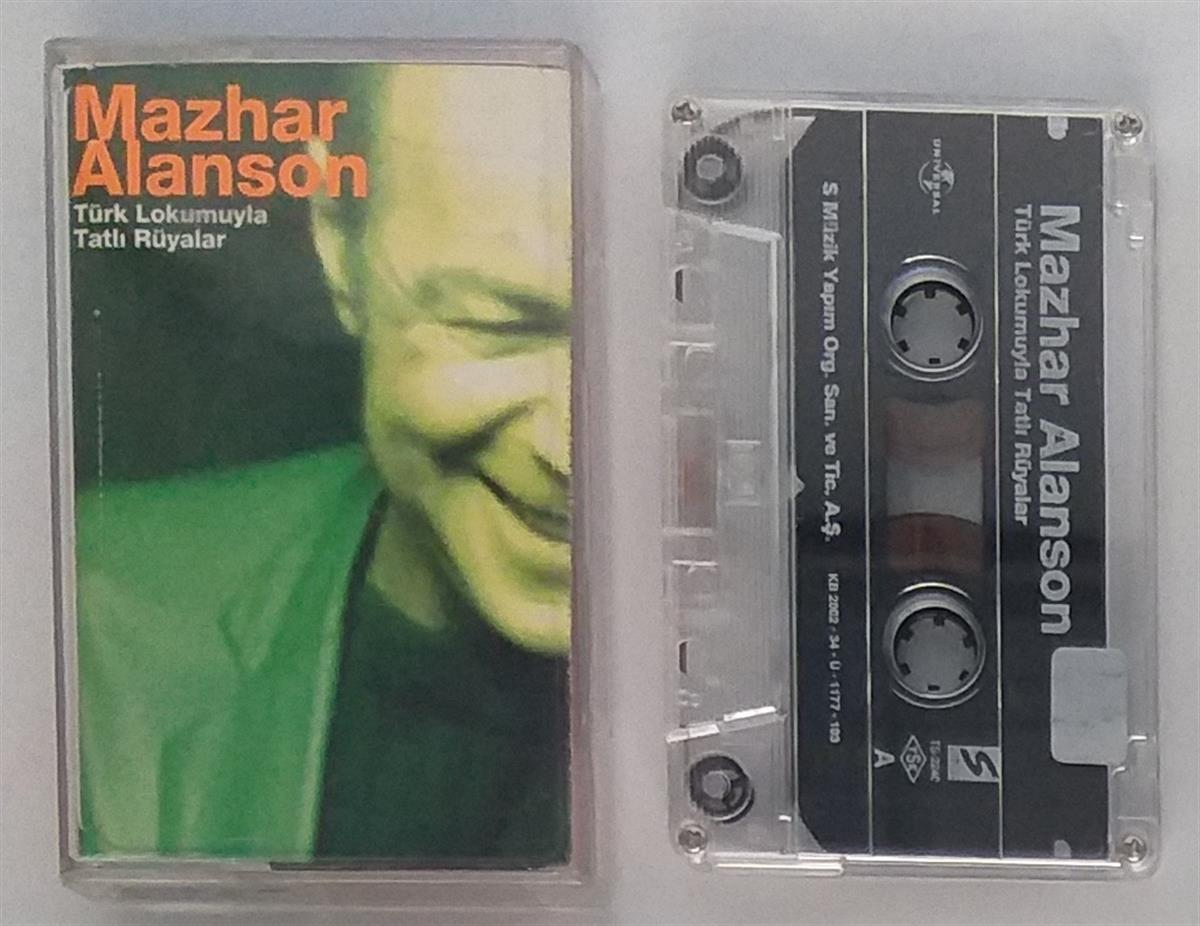 Mazhar
Alanson
Türk Lokumuyla
Tatlı Rüyalar
Mazhar Alanson
Türk Lokumuyla Tatlı Rüyalar
UNIVERSAL
S Müzik Yapım Org. San. ve Tic. A.Ş. KB 2002 - 34 - Ü - 1177 - 103
S
TSE
A